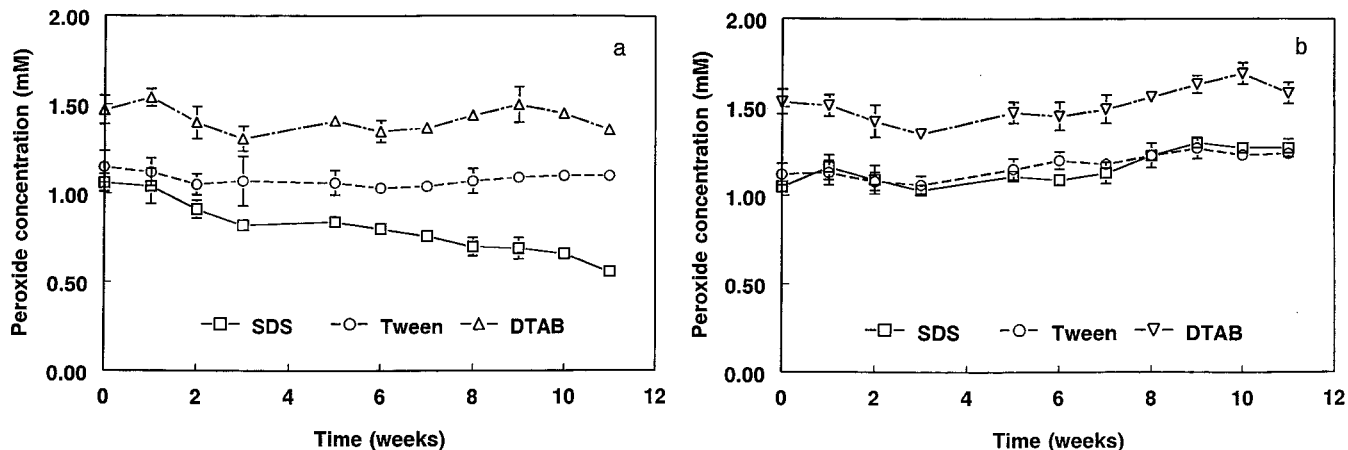 a
Peroxide concentration (mM)
2.00
1.50
1.00
0.50
0.00
SDS Tween DTAB
0 2 4 6 8 10 12
Time (weeks)
b
Peroxide concentration (mM)
2.00
1.50
1.00
0.50
0.00
SDS Tween DTAB
0 2 4 6 8 10 12
Time (weeks)